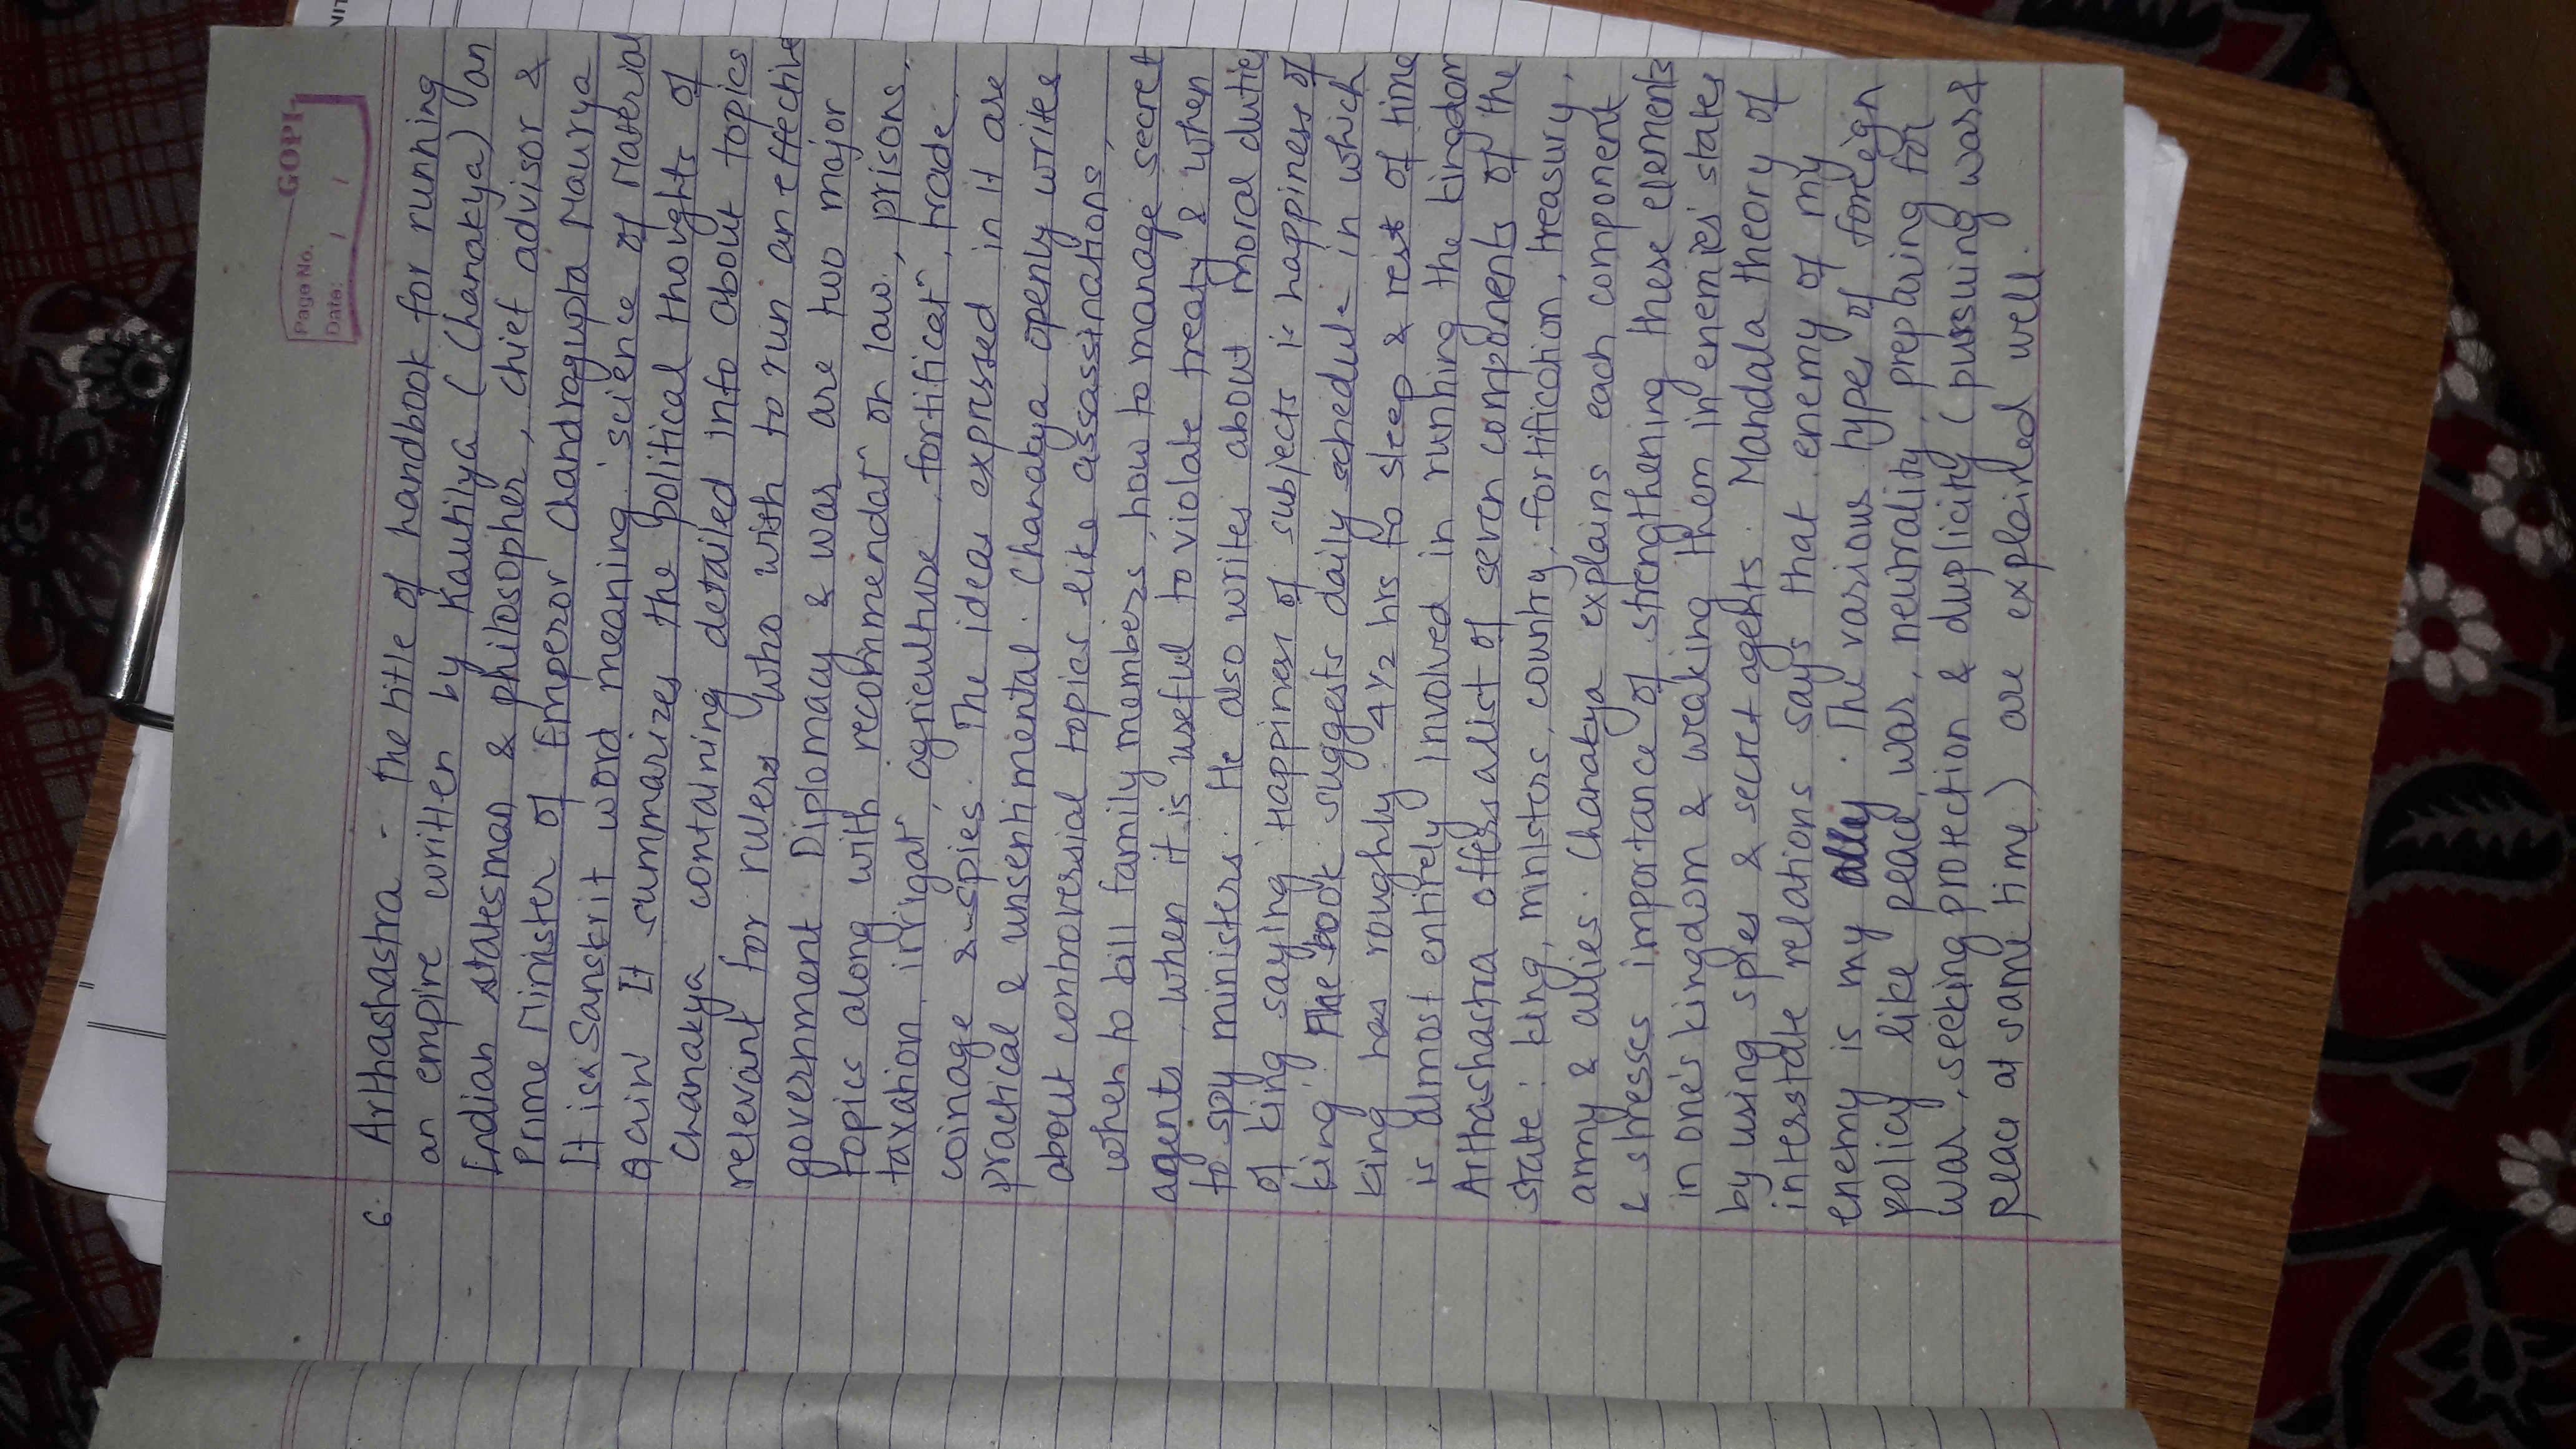 GOPI
Page No.
Date: / /
6. Arthashastra - The title of handbook for running
an empire written by Kautilya (Chanakya) an
Indian statesman & philosopher, chief advisor &
Prime Minister of Emperor Chandragupta Maurya
It is a Sanskrit word meaning 'science of Material
gain' It summarizes the political thoughts of
Chanakya containing detailed info about topics
relevant for rulers who wish to run an effective
government. Diplomacy & war are two major
topics along with recommendatn on law, prisons,
taxation, irrigatn, agriculture, fortificatn, trade,
coinage & spies. The ideas expressed in it are
practical & unsentimental. Chanakya openly writes
about controversial topics like assassinations,
when to kill family members, how to manage secret
agents, when it is useful to violate treaty & when
to spy ministers. He also writes about moral duties
of king saying 'Happiness of subjects is happiness of
king' The book suggests daily schedule in which
king has roughly 4 1/2 hrs to sleep & rest of time
is almost entirely involved in running the kingdom
Arthashastra offers a list of seven components of the
state: king, ministers, country, fortification, treasury,
army & allies. Chanakya explains each component
& stresses importance of strengthening these elements
in one's kingdom & weaking them in enemies' states
by using spies & secret agents. Mandala theory of
interstate relations says that enemy of my
enemy is my ally. The various types of foreign
policy like peace, war, neutrality, preparing for
war, seeking protection & duplicity (pursuing war &
peace at same time) are explained well.